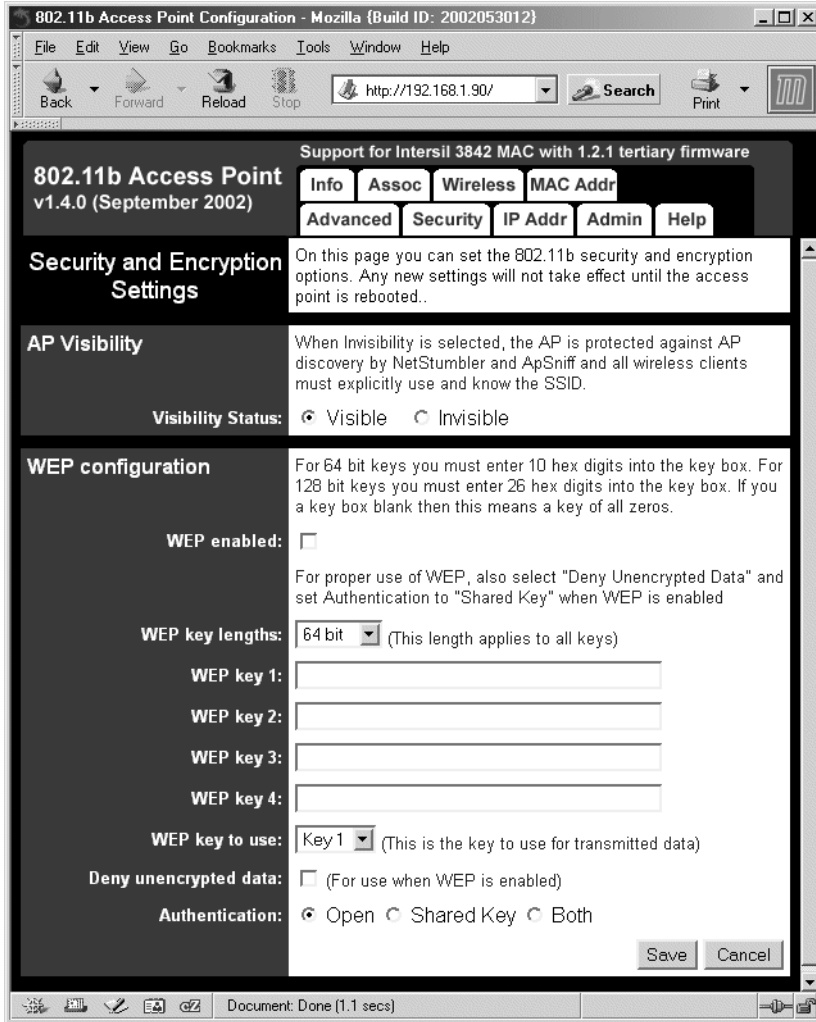 802.11b Access Point Configuration - Mozilla {Build ID: 2002053012}
File Edit View Go Bookmarks Tools Window Help
Back Forward Reload Stop http://192.168.1.90/ Search Print
Support for Intersil 3842 MAC with 1.2.1 tertiary firmware
802.11b Access Point
v1.4.0 (September 2002)
Info Assoc Wireless MAC Addr
Advanced Security IP Addr Admin Help
Security and Encryption
Settings
On this page you can set the 802.11b security and encryption
options. Any new settings will not take effect until the access
point is rebooted..
AP Visibility
When Invisibility is selected, the AP is protected against AP
discovery by NetStumbler and ApSniff and all wireless clients
must explicitly use and know the SSID.
Visibility Status: Visible Invisible
WEP configuration
For 64 bit keys you must enter 10 hex digits into the key box. For
128 bit keys you must enter 26 hex digits into the key box. If you
a key box blank then this means a key of all zeros.
WEP enabled:
For proper use of WEP, also select "Deny Unencrypted Data" and
set Authentication to "Shared Key" when WEP is enabled
WEP key lengths: 64 bit (This length applies to all keys)
WEP key 1:
WEP key 2:
WEP key 3:
WEP key 4:
WEP key to use: Key 1 (This is the key to use for transmitted data)
Deny unencrypted data: (For use when WEP is enabled)
Authentication: Open Shared Key Both
Save Cancel
Document: Done (1.1 secs)